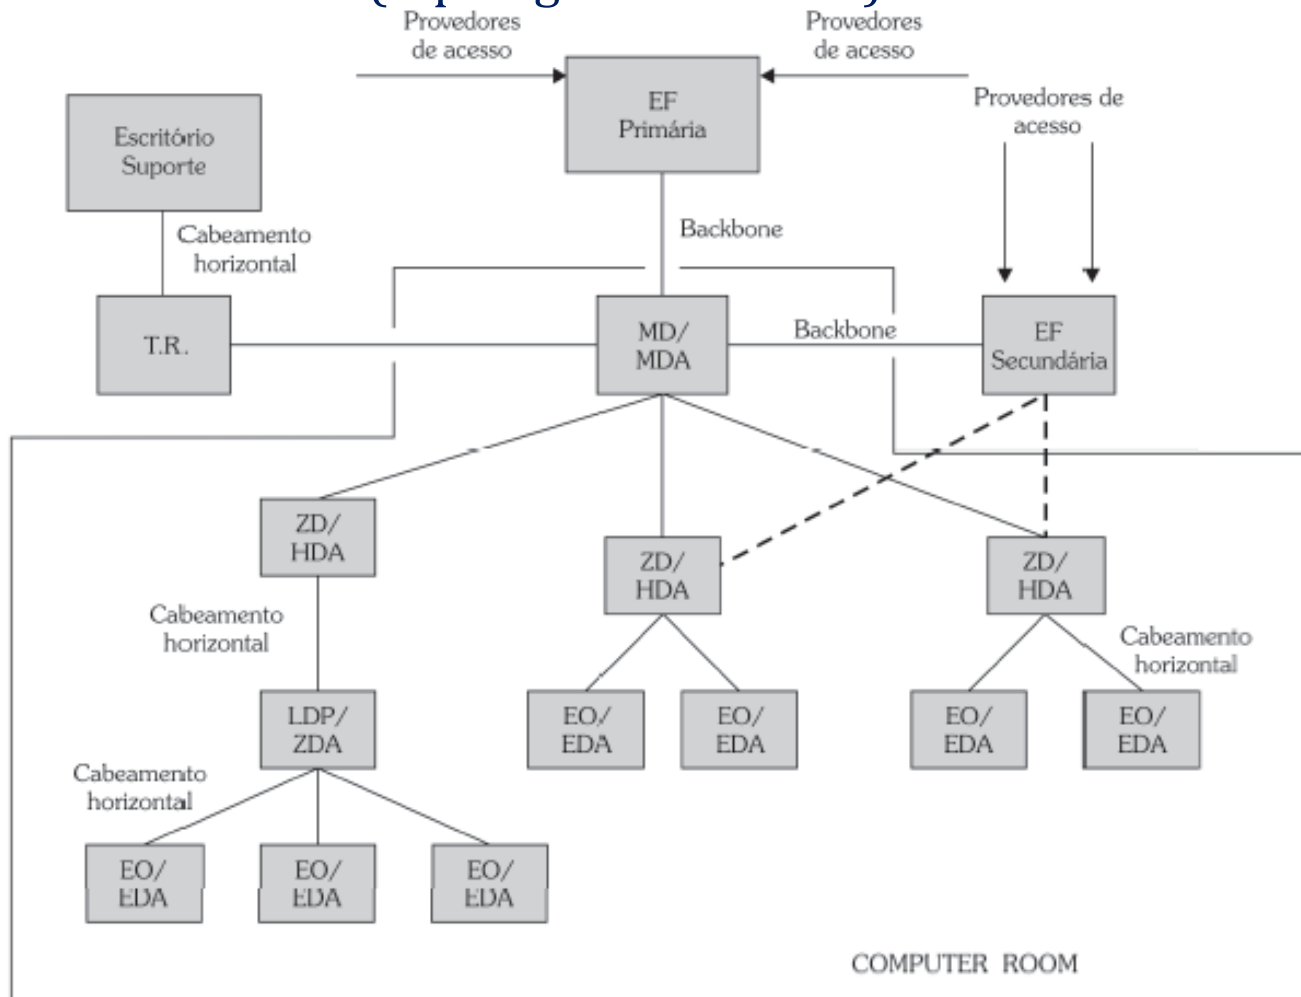 Provedores
de acesso
Provedores
de acesso
EF
Primária
Provedores de
acesso
Escritório
Suporte
Cabeamento
horizontal
Backbone
T.R.
MD/
MDA
Backbone
EF
Secundária
ZD/
HDA
ZD/
HDA
ZD/
HDA
Cabeamento
horizontal
Cabeamento
horizontal
LDP/
ZDA
EO/
EDA
EO/
EDA
EO/
EDA
EO/
EDA
Cabeamento
horizontal
EO/
EDA
EO/
EDA
EO/
EDA
COMPUTER ROOM